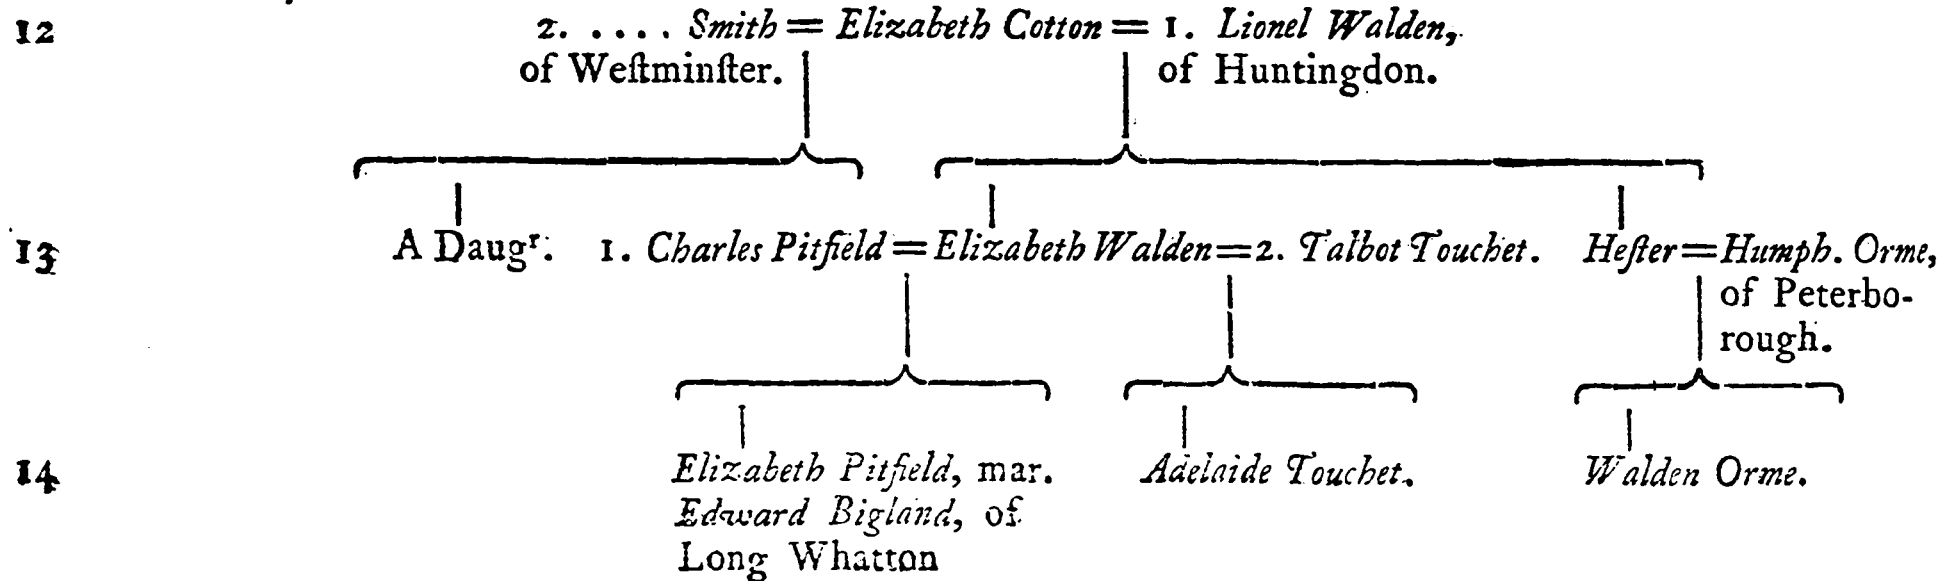 12 2. .... Smith = Elizabeth Cotton = 1. Lionel Walden,
of Weſtminſter. of Huntingdon.
13 A Daugʳ. 1. Charles Pitfield = Elizabeth Walden = 2. Talbot Touchet. Heſter = Humph. Orme,
of Peterbo-
rough.
14 Elizabeth Pitfield, mar. Adelaide Touchet. Walden Orme.
Edward Bigland, of
Long Whatton